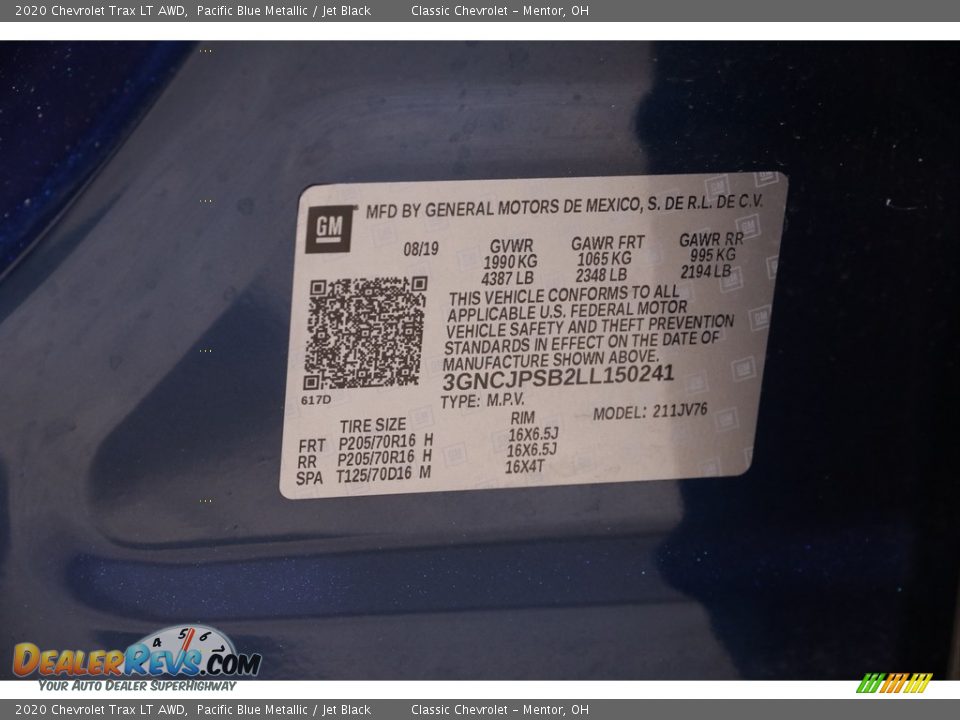 2020 Chevrolet Trax LT AWD, Pacific Blue Metallic / Jet Black Classic Chevrolet - Mentor, OH
GM MFD BY GENERAL MOTORS DE MEXICO, S. DE R.L. DE C.V.
08/19 GVWR GAWR FRT GAWR RR
1990 KG 1065 KG 995 KG
4387 LB 2348 LB 2194 LB
THIS VEHICLE CONFORMS TO ALL
APPLICABLE U.S. FEDERAL MOTOR
VEHICLE SAFETY AND THEFT PREVENTION
STANDARDS IN EFFECT ON THE DATE OF
MANUFACTURE SHOWN ABOVE.
3GNCJPSB2LL150241
617D
TYPE: M.P.V. MODEL: 211JV76
TIRE SIZE RIM
FRT P205/70R16 H 16X6.5J
RR P205/70R16 H 16X6.5J
SPA T125/70D16 M 16X4T
4 5 6
DEALERREVS.COM
YOUR AUTO DEALER SUPERHIGHWAY
2020 Chevrolet Trax LT AWD, Pacific Blue Metallic / Jet Black Classic Chevrolet - Mentor, OH